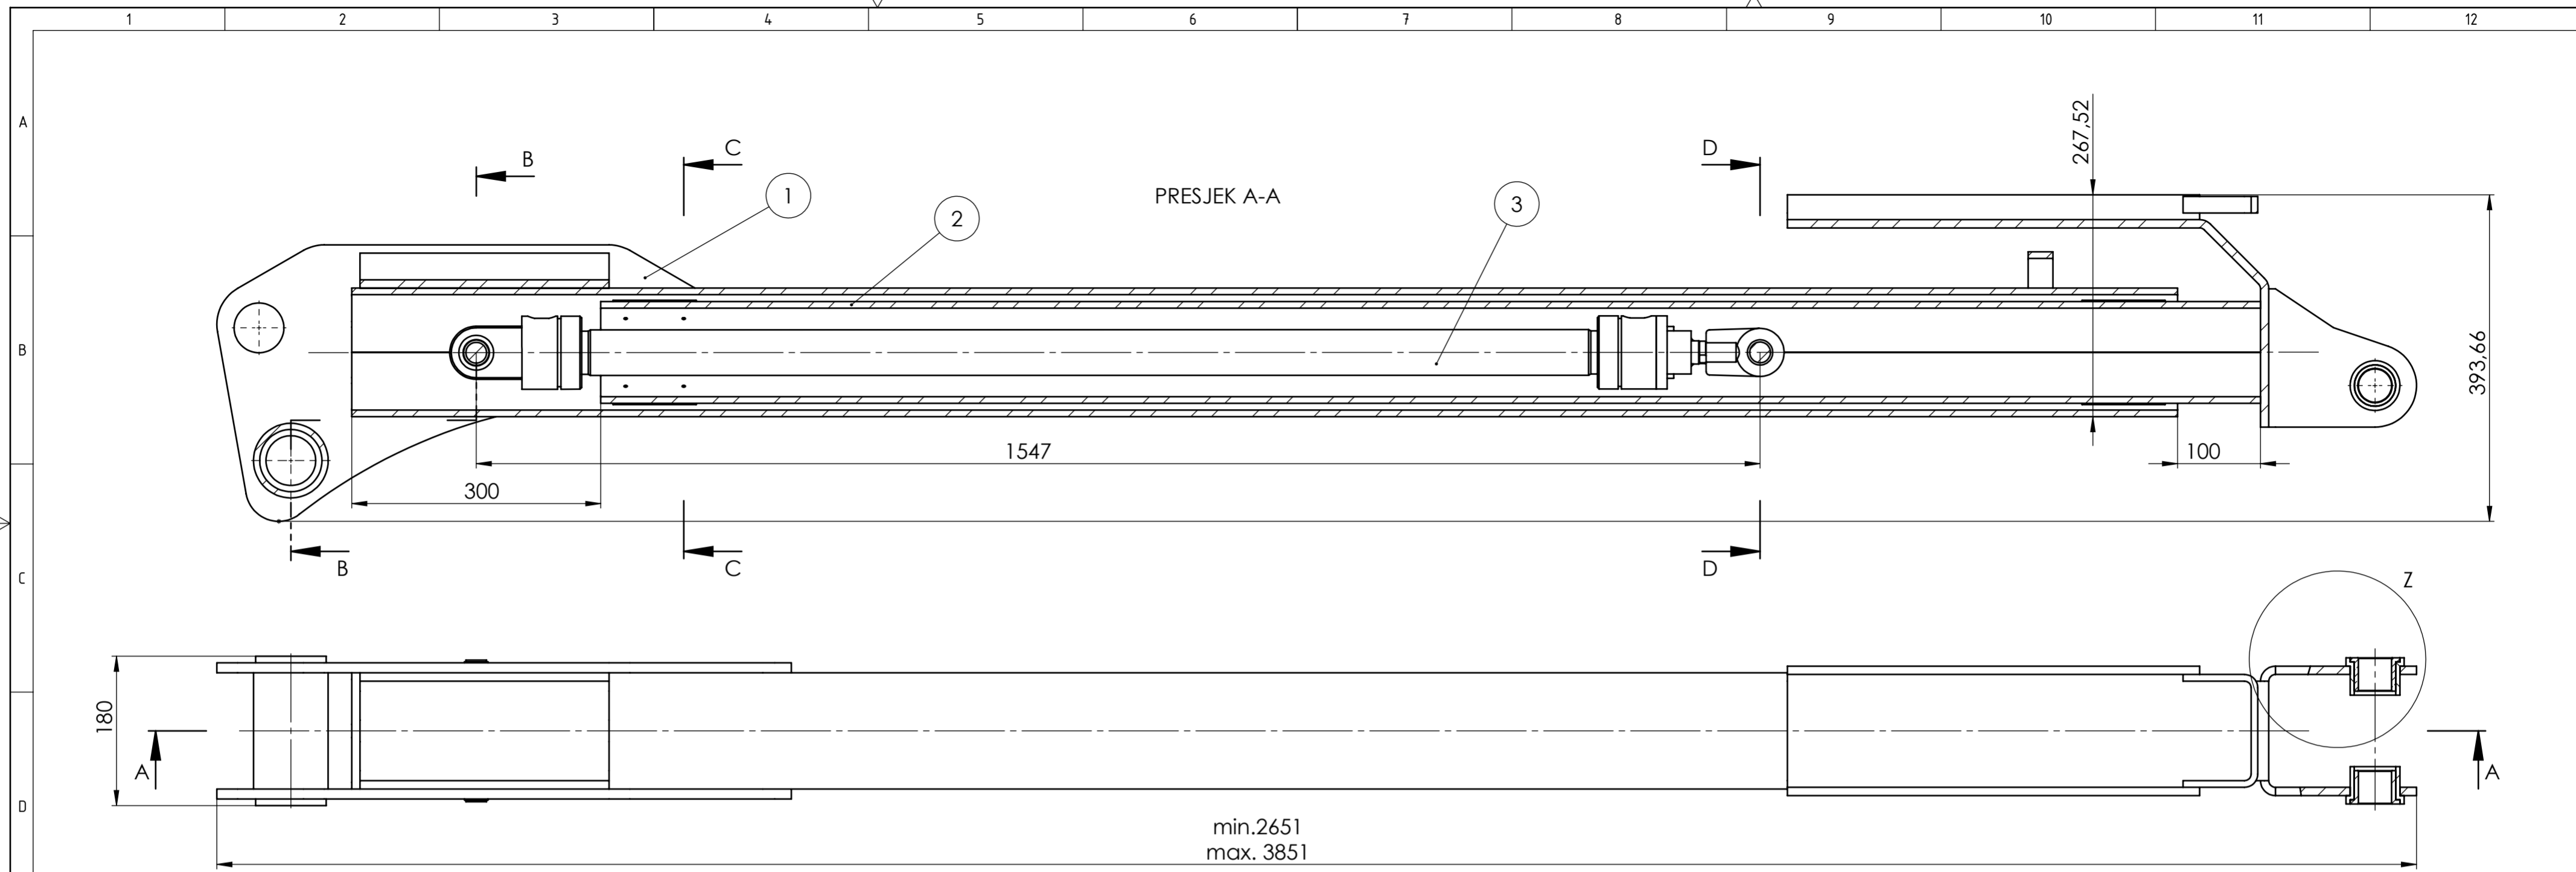 1 2 3 4 5 6 7 8 9 10 11 12
A
267,52
B C D
1
PRESJEK A-A
2 3
B
393,66
1547 100
300
B C D
C
Z
180
A A
D
min.2651
max. 3851